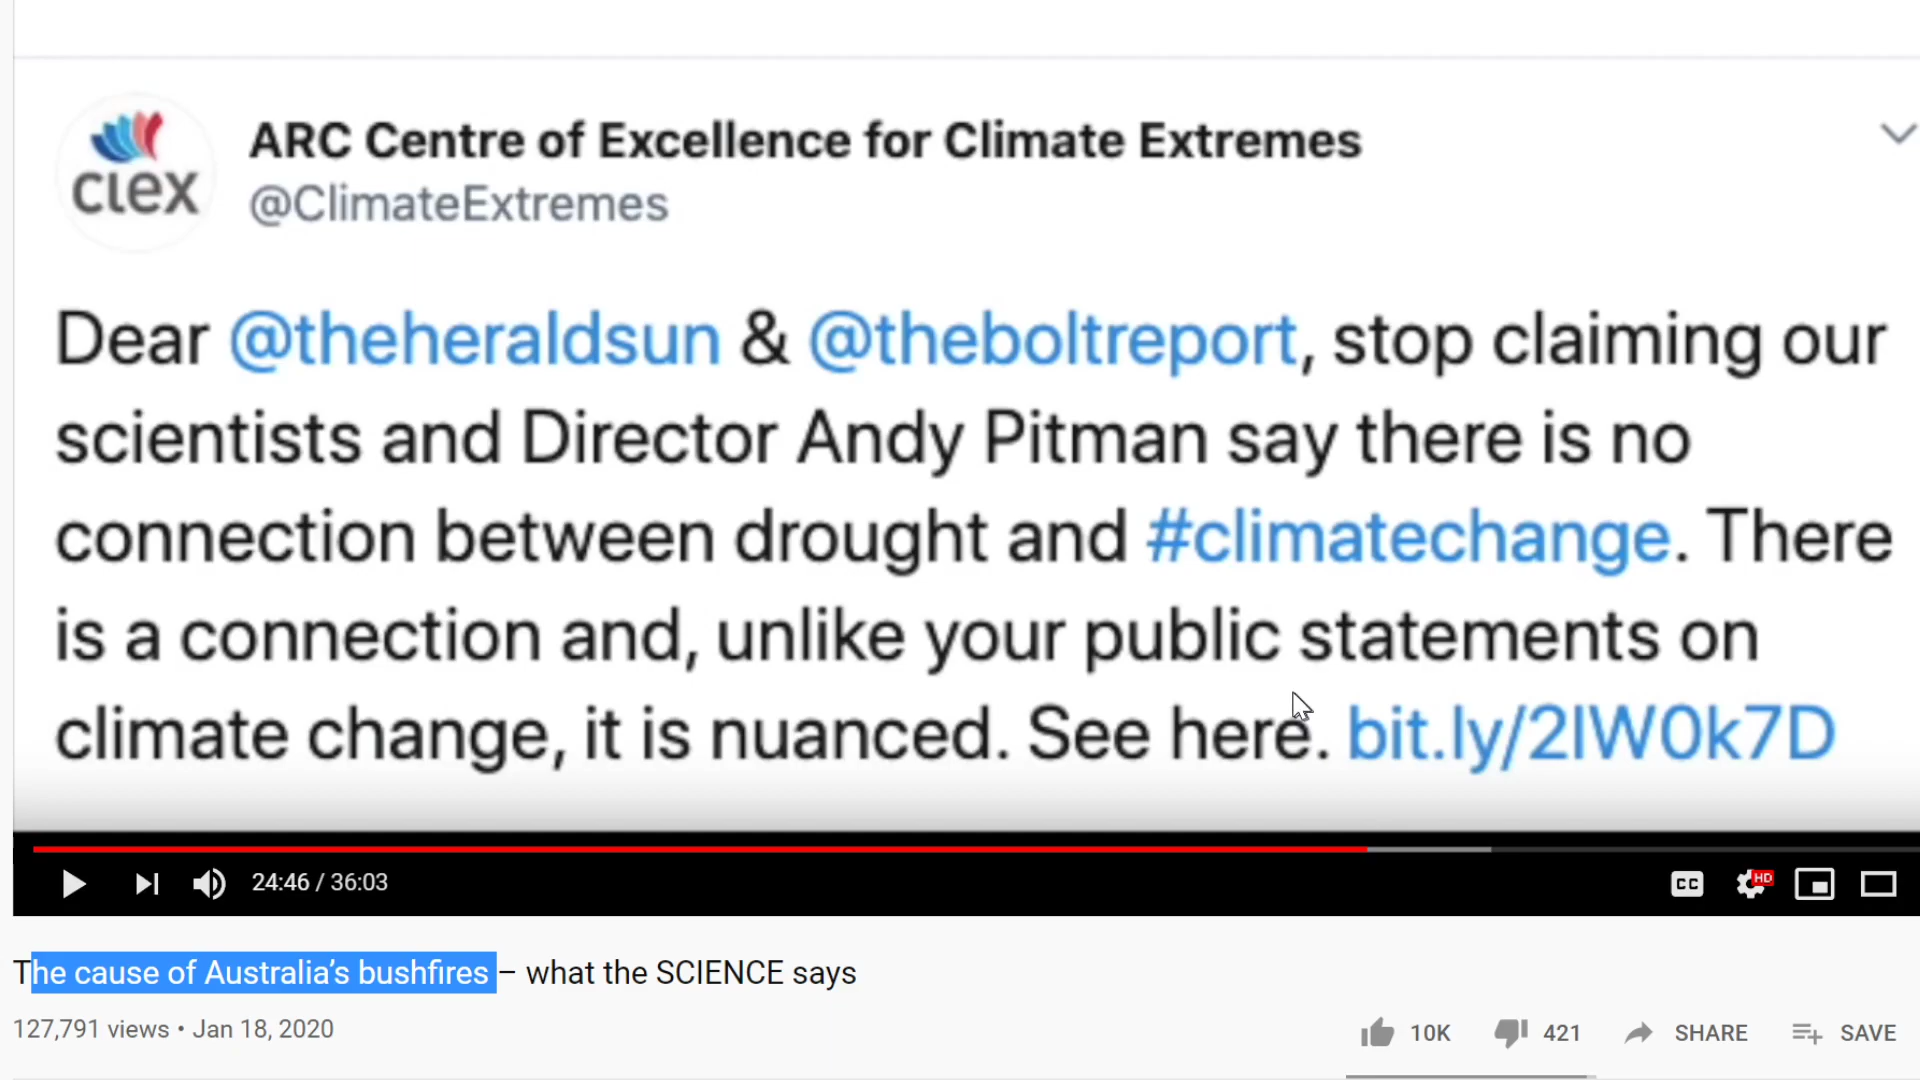 clex
ARC Centre of Excellence for Climate Extremes
@ClimateExtremes
Dear @theheraldsun & @theboltreport, stop claiming our
scientists and Director Andy Pitman say there is no
connection between drought and #climatechange. There
is a connection and, unlike your public statements on
climate change, it is nuanced. See here. bit.ly/2lW0k7D
24:46 / 36:03
CC
HD
The cause of Australia’s bushfires – what the SCIENCE says
127,791 views • Jan 18, 2020
10K
421
SHARE
SAVE